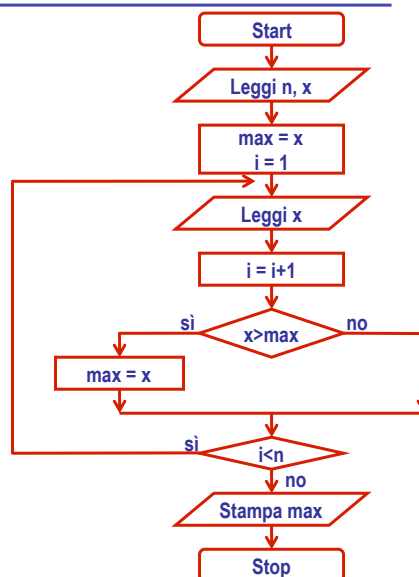 Start
Leggi n, x
max = x
i = 1
Leggi x
i = i+1
sì
x>max
no
max = x
sì
i<n
no
Stampa max
Stop